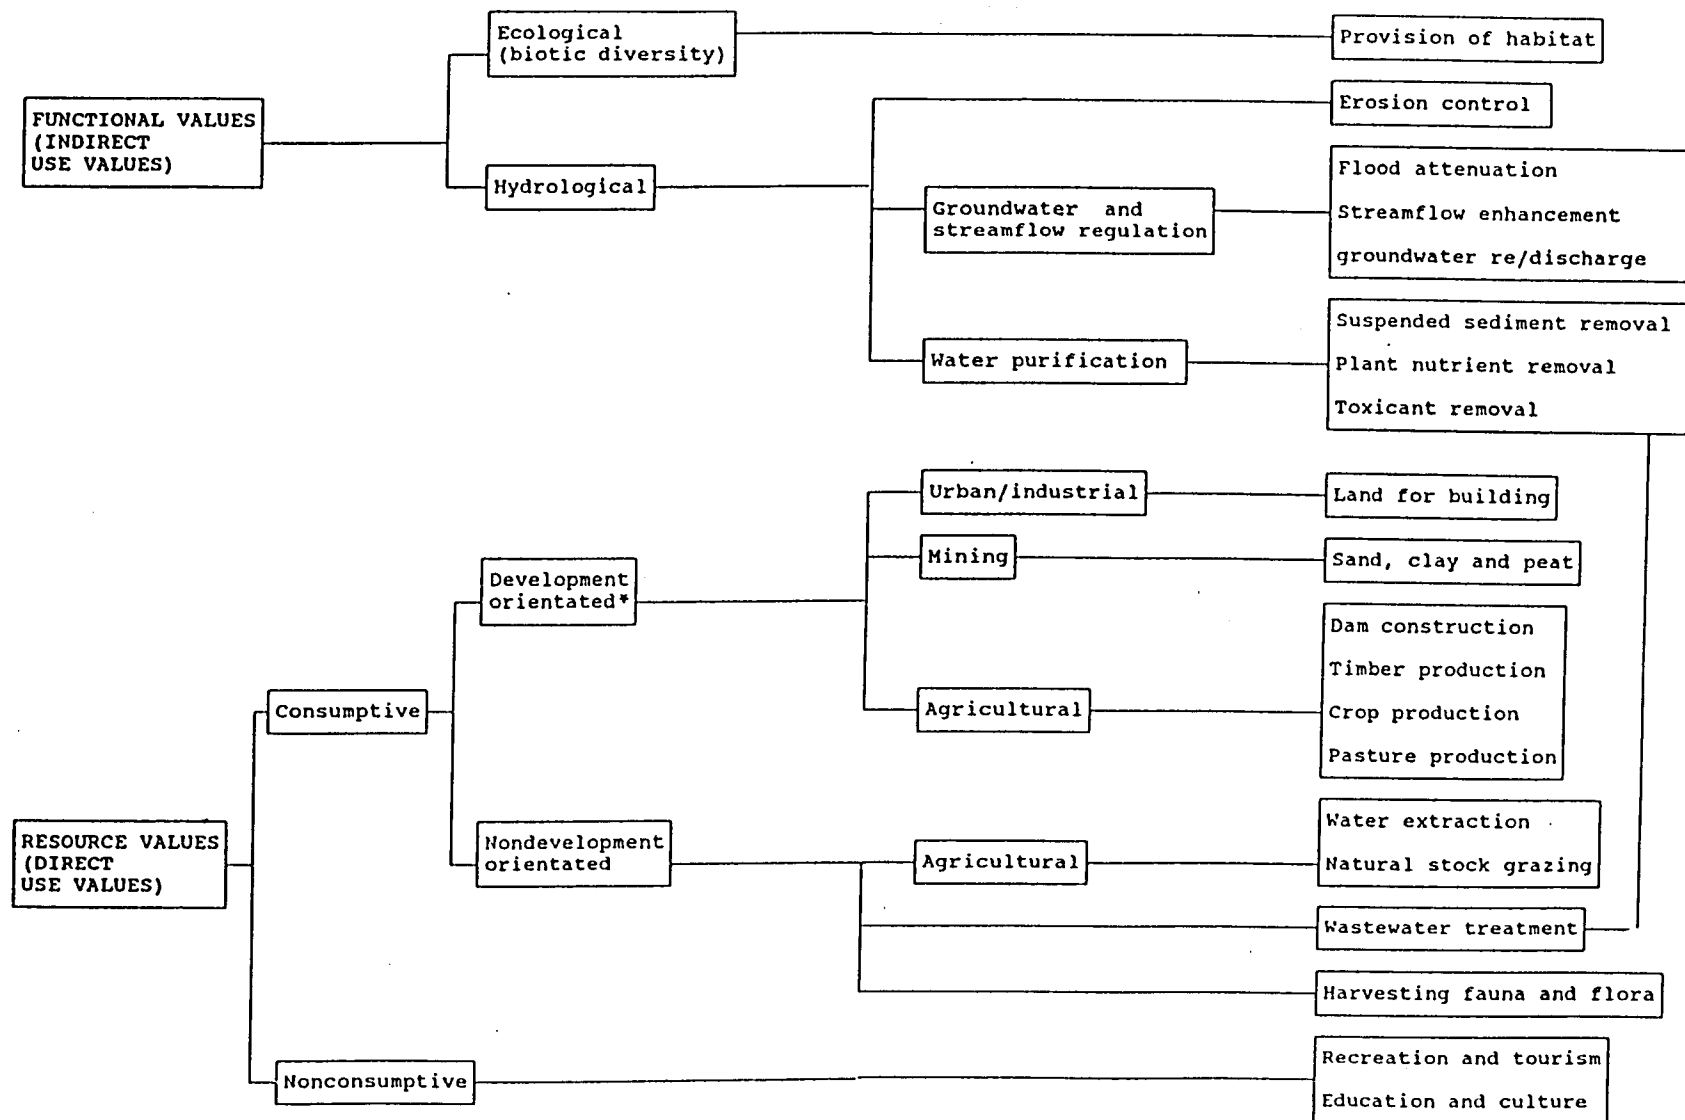 Ecological
(biotic diversity)
Provision of habitat
Erosion control
FUNCTIONAL VALUES
(INDIRECT
USE VALUES)
Hydrological
Groundwater and
streamflow regulation
Flood attenuation
Streamflow enhancement
groundwater re/discharge
Water purification
Suspended sediment removal
Plant nutrient removal
Toxicant removal
Urban/industrial
Land for building
Mining
Sand, clay and peat
Development
orientated*
Agricultural
Dam construction
Timber production
Crop production
Pasture production
Consumptive
RESOURCE VALUES
(DIRECT
USE VALUES)
Nondevelopment
orientated
Agricultural
Water extraction
Natural stock grazing
Wastewater treatment
Harvesting fauna and flora
Nonconsumptive
Recreation and tourism
Education and culture